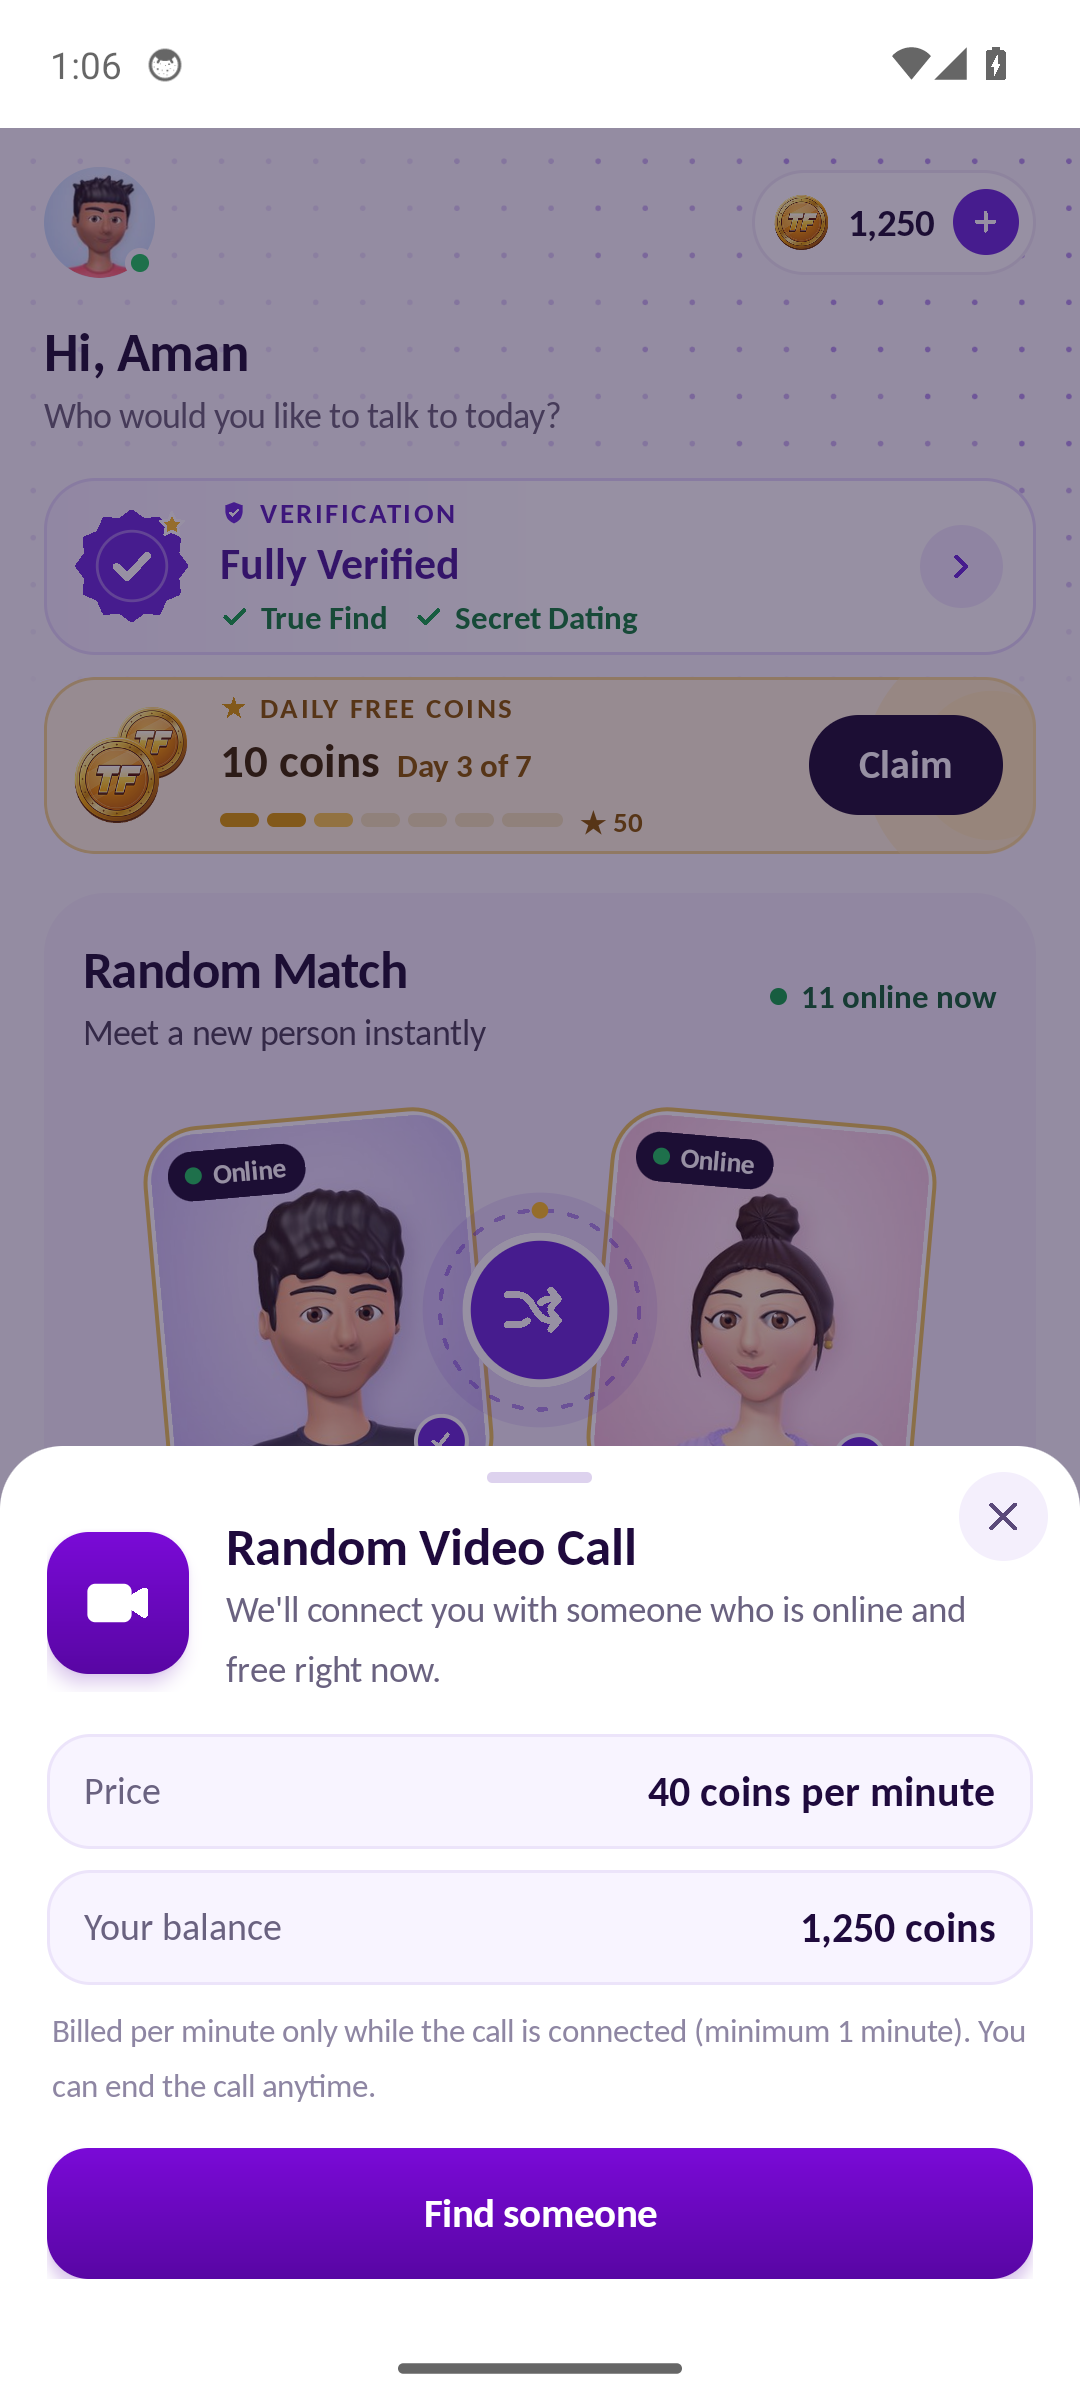 1:06
TF
1,250
Hi, Aman
Who would you like to talk to today?
VERIFICATION
Fully Verified
True Find
Secret Dating
DAILY FREE COINS
TF
TF
10 coins Day 3 of 7
Claim
50
Random Match
11 online now
Meet a new person instantly
Online
Online
Random Video Call
We'll connect you with someone who is online and
free right now.
Price
40 coins per minute
Your balance
1,250 coins
Billed per minute only while the call is connected (minimum 1 minute). You
can end the call anytime.
Find someone